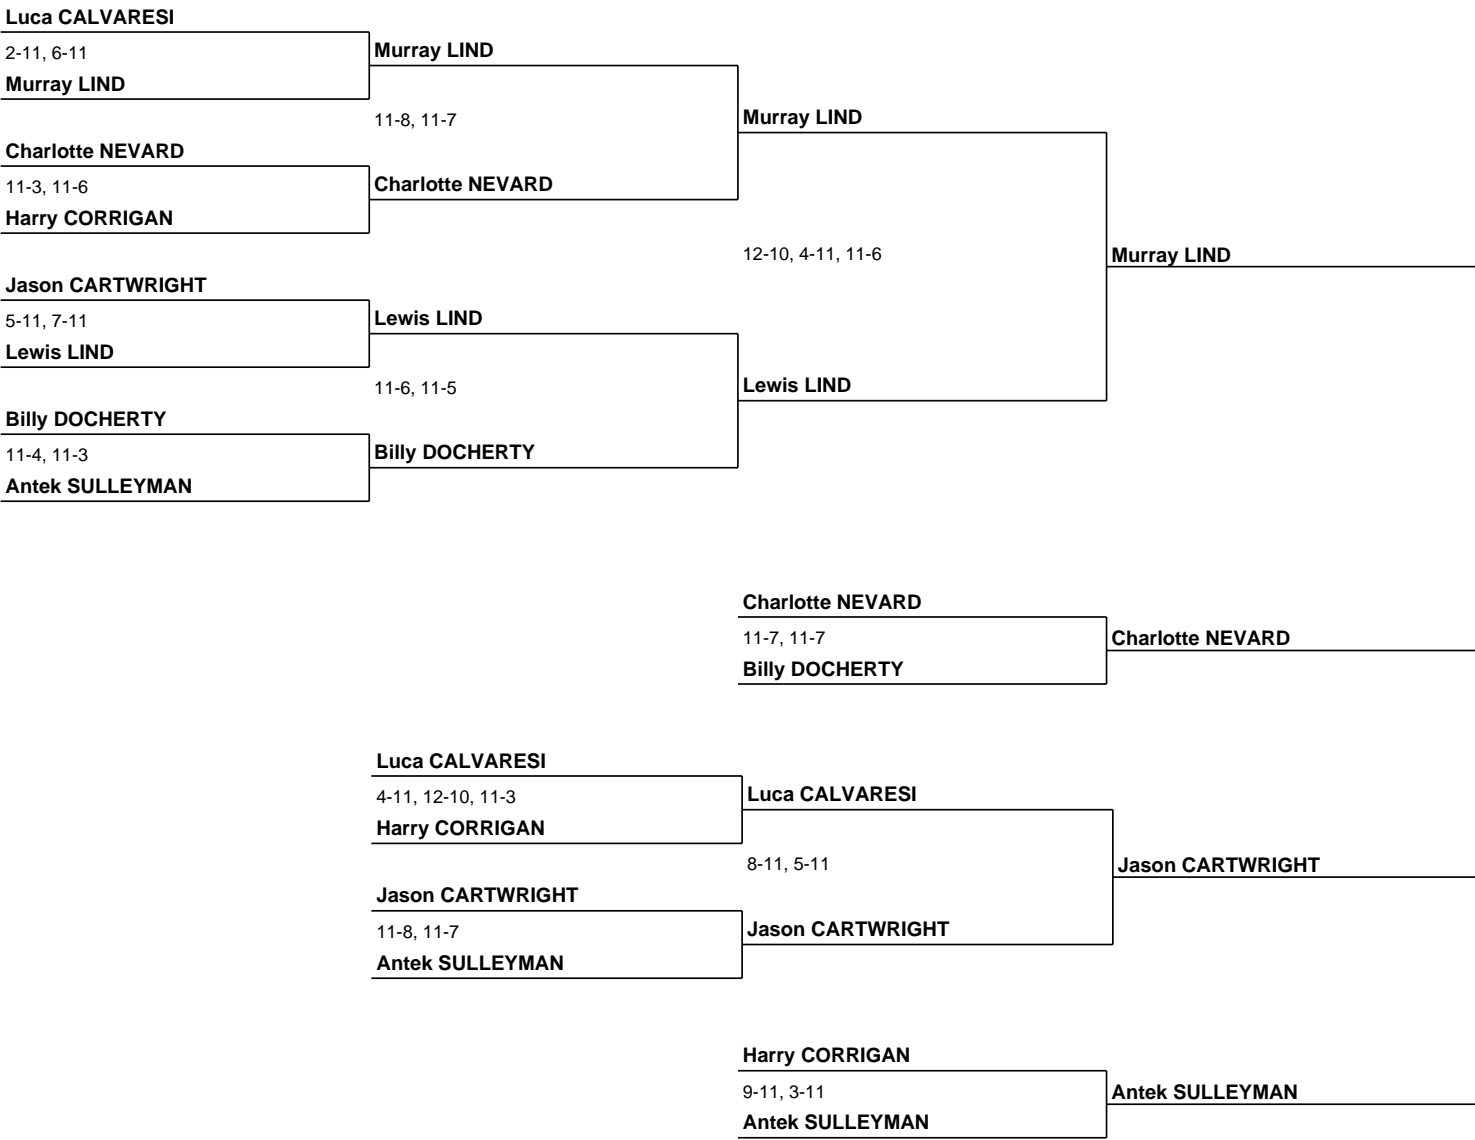 Luca CALVARESI
2-11, 6-11
Murray LIND
Murray LIND
11-8, 11-7
Murray LIND
Charlotte NEVARD
11-3, 11-6
Charlotte NEVARD
Harry CORRIGAN
12-10, 4-11, 11-6
Murray LIND
Jason CARTWRIGHT
5-11, 7-11
Lewis LIND
Lewis LIND
11-6, 11-5
Lewis LIND
Billy DOCHERTY
11-4, 11-3
Billy DOCHERTY
Antek SULLEYMAN
Charlotte NEVARD
11-7, 11-7
Charlotte NEVARD
Billy DOCHERTY
Luca CALVARESI
4-11, 12-10, 11-3
Luca CALVARESI
Harry CORRIGAN
8-11, 5-11
Jason CARTWRIGHT
Jason CARTWRIGHT
11-8, 11-7
Jason CARTWRIGHT
Antek SULLEYMAN
Harry CORRIGAN
9-11, 3-11
Antek SULLEYMAN
Antek SULLEYMAN